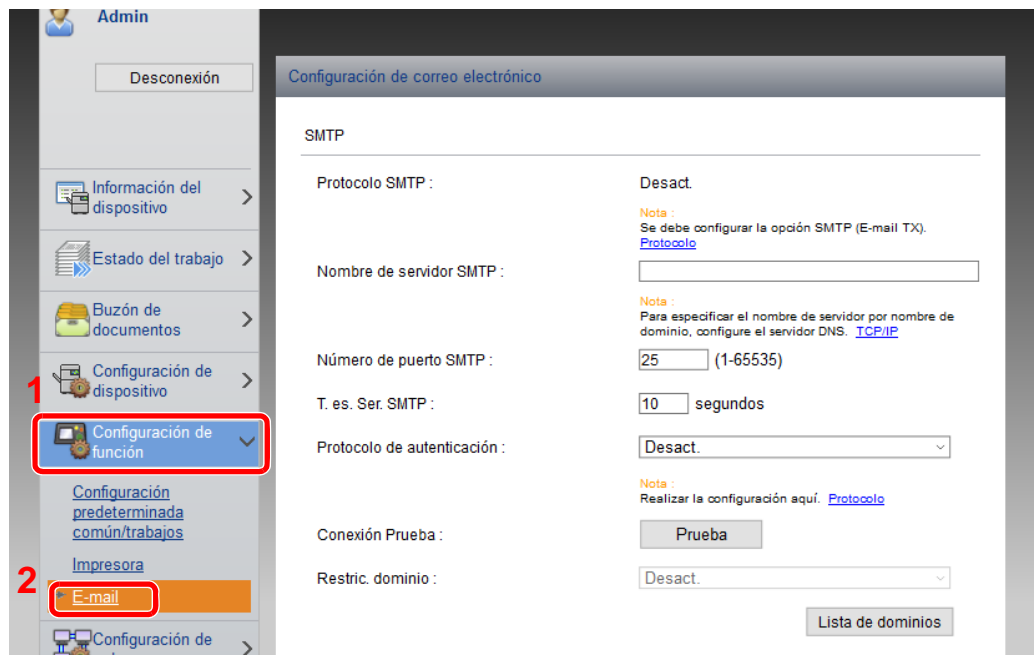 Admin
Desconexión
Información del
dispositivo
Estado del trabajo
Buzón de
documentos
Configuración de
dispositivo
1
Configuración de
función
Configuración
predeterminada
común/trabajos
Impresora
2
E-mail
Configuración de
Configuración de correo electrónico
SMTP
Protocolo SMTP : Desact.
Nota :
Se debe configurar la opción SMTP (E-mail TX).
Protocolo
Nombre de servidor SMTP :
Nota :
Para especificar el nombre de servidor por nombre de
dominio, configure el servidor DNS. TCP/IP
Número de puerto SMTP : 25 (1-65535)
T. es. Ser. SMTP : 10 segundos
Protocolo de autenticación : Desact.
Nota :
Realizar la configuración aquí. Protocolo
Conexión Prueba : Prueba
Restric. dominio : Desact.
Lista de dominios